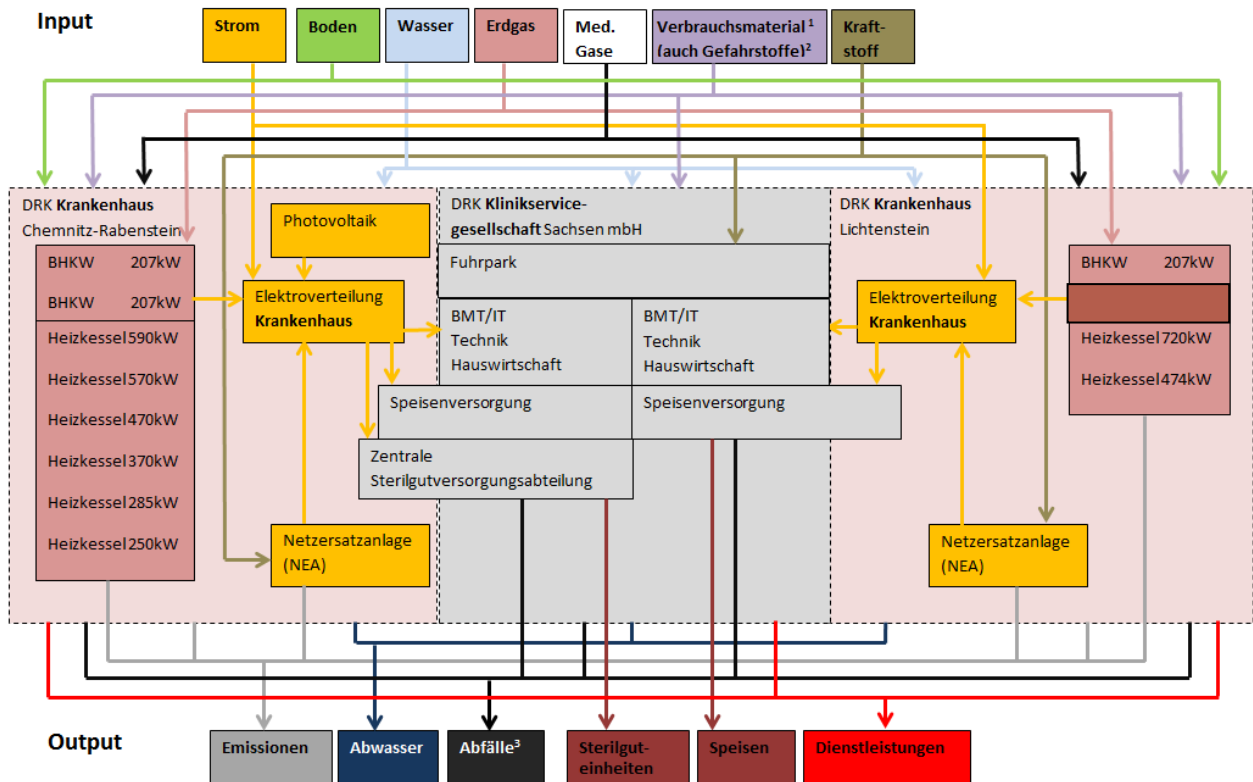 Input
Strom
Boden
Wasser
Erdgas
Med.
Gase
Verbrauchsmaterial ¹
(auch Gefahrstoffe)²
Kraft-
stoff
DRK Krankenhaus
Chemnitz-Rabenstein
BHKW 207kW
BHKW 207kW
Heizkessel 590kW
Heizkessel 570kW
Heizkessel 470kW
Heizkessel 370kW
Heizkessel 285kW
Heizkessel 250kW
Photovoltaik
Elektroverteilung
Krankenhaus
Netzersatzanlage
(NEA)
DRK Klinikservice-
gesellschaft Sachsen mbH
Fuhrpark
BMT/IT
Technik
Hauswirtschaft
BMT/IT
Technik
Hauswirtschaft
Speisenversorgung
Speisenversorgung
Zentrale
Sterilgutversorgungsabteilung
DRK Krankenhaus
Lichtenstein
Elektroverteilung
Krankenhaus
Netzersatzanlage
(NEA)
BHKW 207kW
Heizkessel 720kW
Heizkessel 474kW
Output
Emissionen
Abwasser
Abfälle³
Sterilgut-
einheiten
Speisen
Dienstleistungen